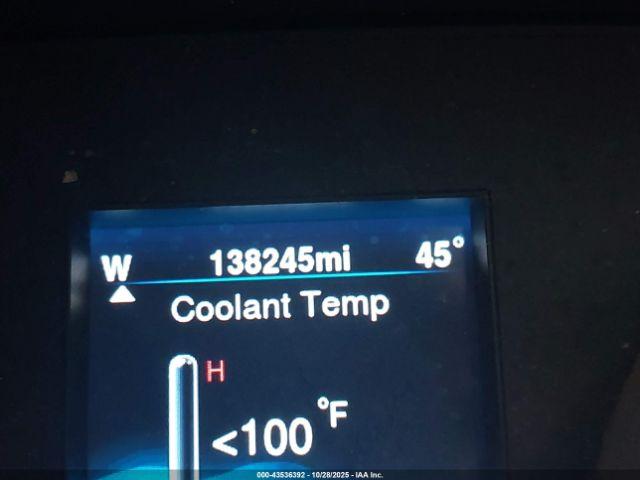 W 138245mi 45°
Coolant Temp
H
<100 °F
000-43536392 - 10/28/2025 - IAA Inc.